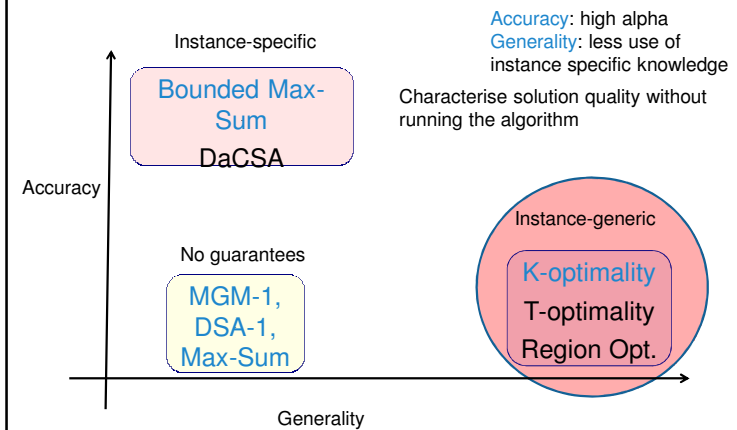 Accuracy: high alpha
Generality: less use of
instance specific knowledge
Instance-specific
Characterise solution quality without
running the algorithm
Bounded Max-
Sum
DaCSA
Accuracy
Instance-generic
No guarantees
K-optimality
T-optimality
Region Opt.
MGM-1,
DSA-1,
Max-Sum
Generality